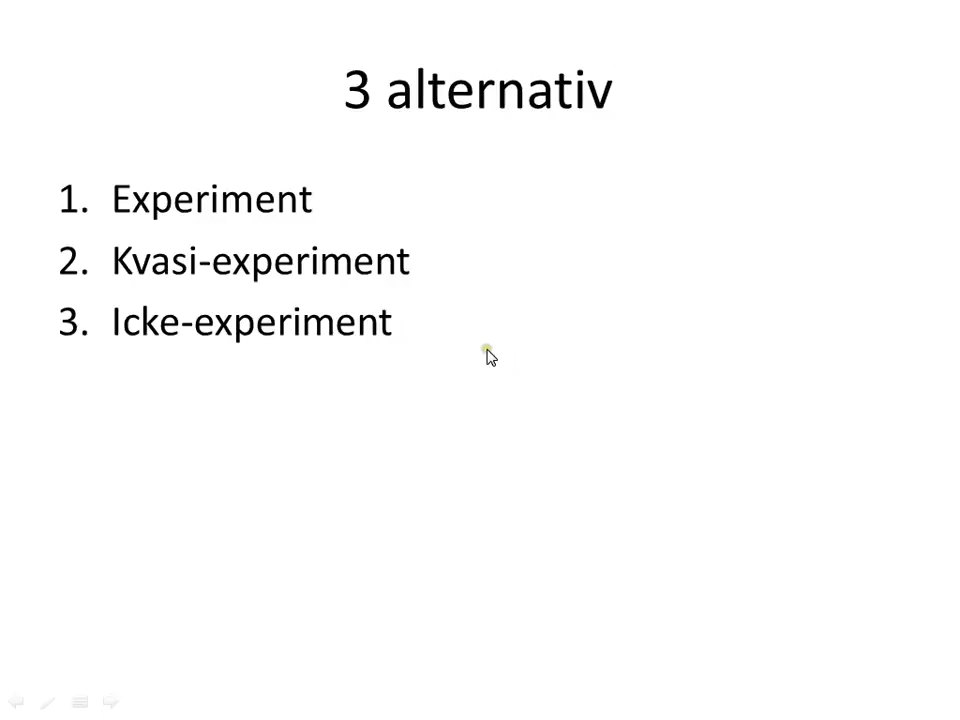 3 alternativ
1. Experiment
2. Kvasi-experiment
3. Icke-experiment